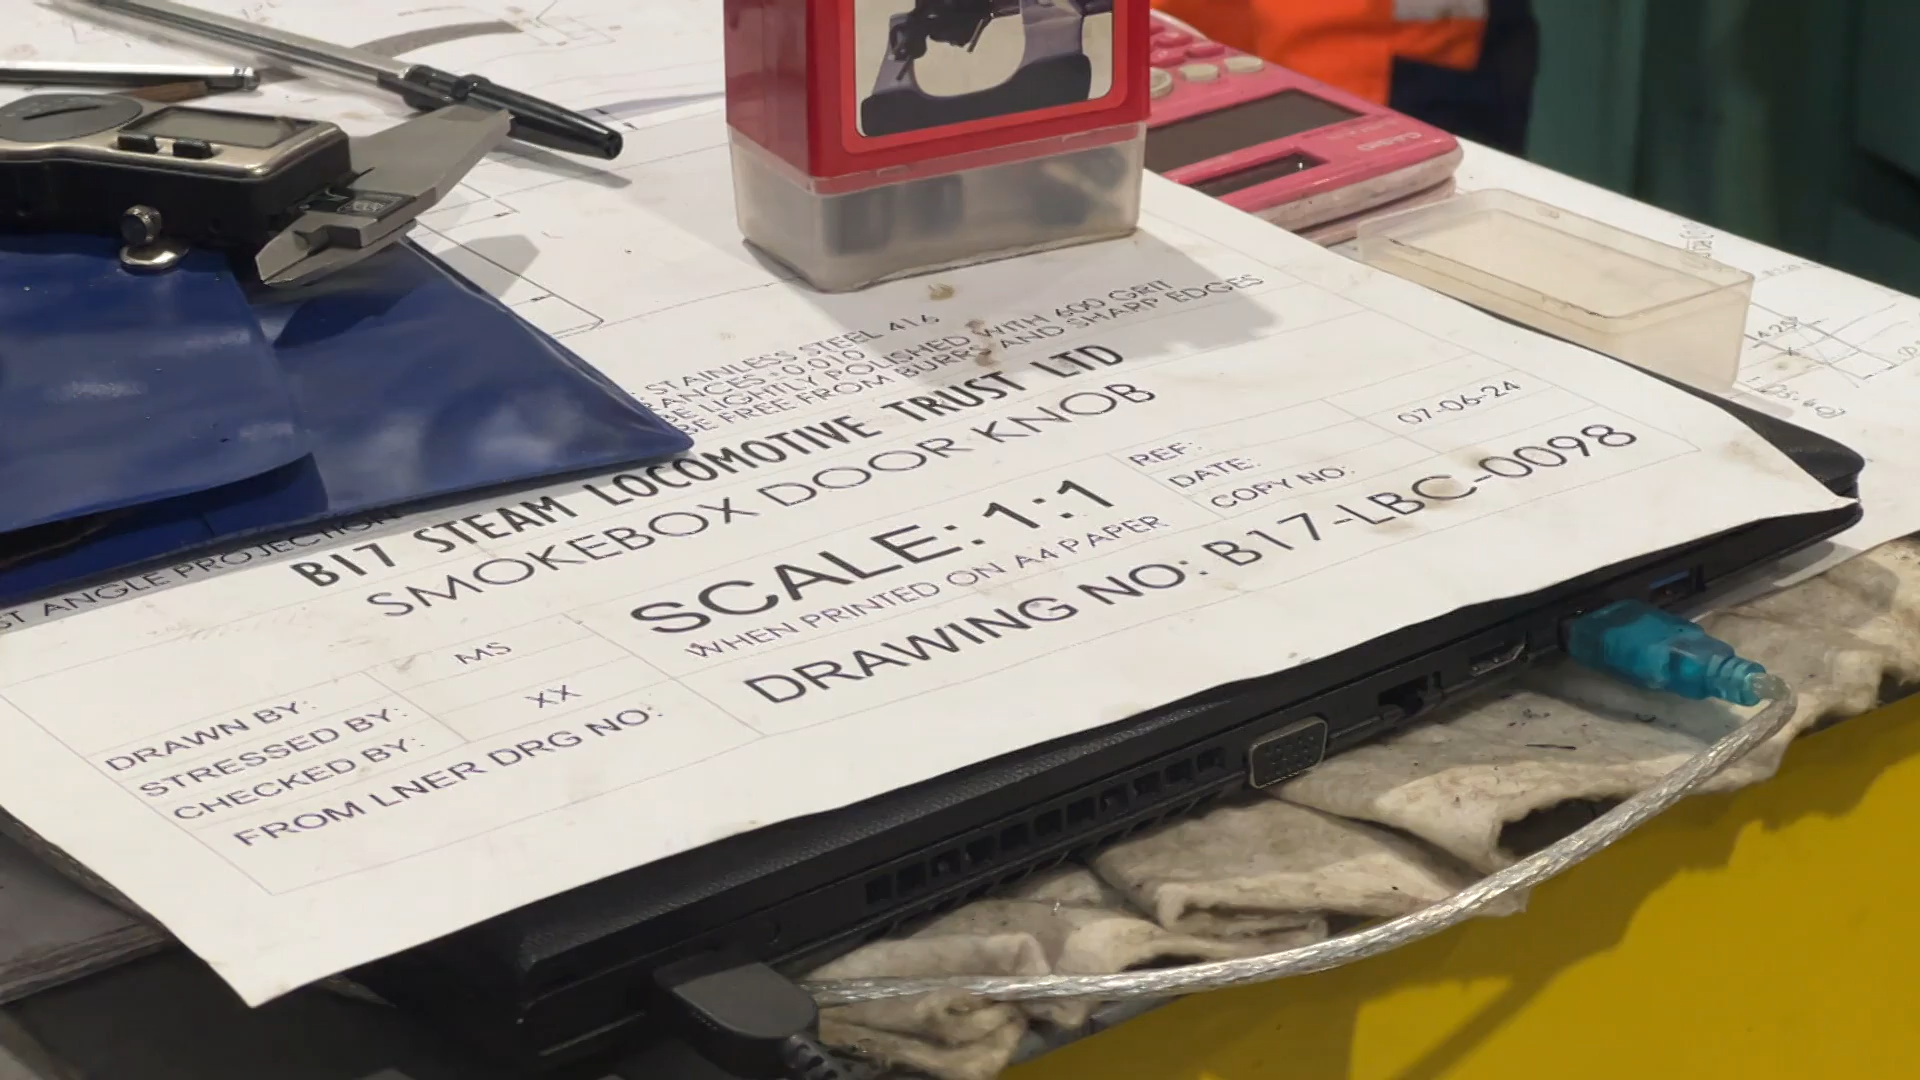 STAINLESS STEEL 416
±0.010
LIGHTLY POLISHED WITH 600 GRIT
BE FREE FROM BURRS AND SHARP EDGES
ANGLE PROJECTION
B17 STEAM LOCOMOTIVE TRUST LTD
SMOKEBOX DOOR KNOB
DRAWN BY: MS
STRESSED BY: XX
CHECKED BY:
FROM LNER DRG NO:
SCALE: 1:1
WHEN PRINTED ON A4 PAPER
REF:
DATE: 07-06-24
COPY NO:
DRAWING NO: B17-LBC-0098
CASIO